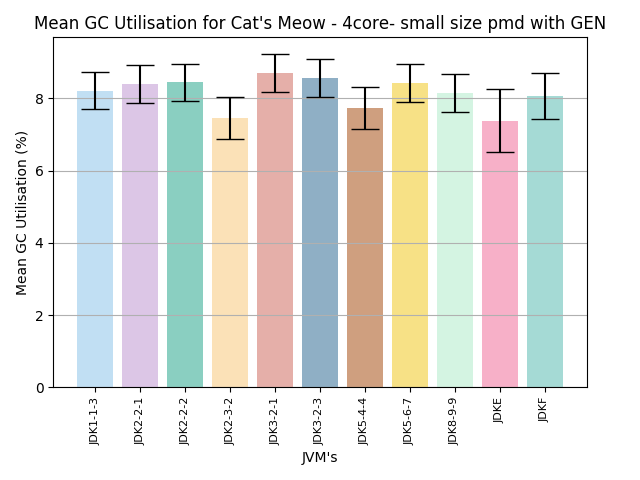 Mean GC Utilisation for Cat's Meow - 4core- small size pmd with GEN
Mean GC Utilisation (%)
8
6
4
2
0
JDK1-1-3
JDK2-2-1
JDK2-2-2
JDK2-3-2
JDK3-2-1
JDK3-2-3
JDK5-4-4
JDK5-6-7
JDK8-9-9
JDKE
JDKF
JVM's